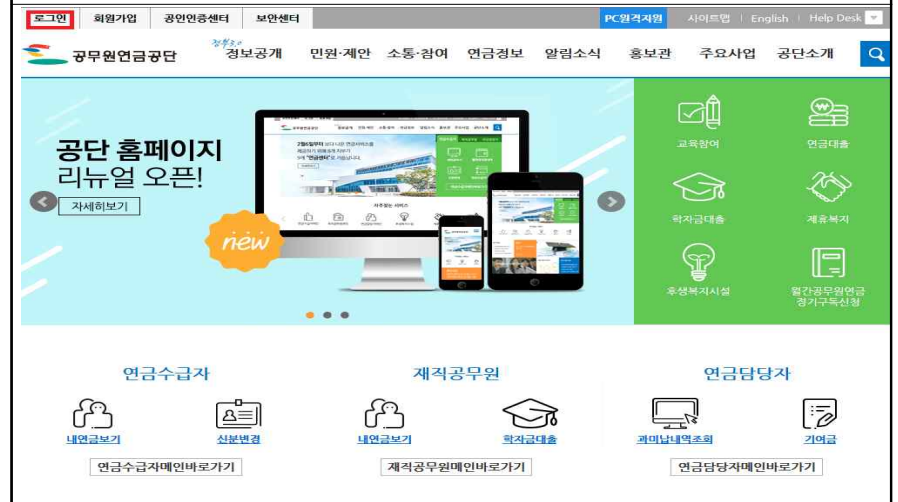 로그인 회원가입 공인인증센터 보안센터 PC원격지원 사이트맵 English Help Desk
공무원연금공단 정부3.0 정보공개 민원·제안 소통·참여 연금정보 알림소식 홍보관 주요사업 공단소개
공단 홈페이지
리뉴얼 오픈!
자세히보기
new
교육참여 연금대출
학자금대출 제휴복지
후생복지시설 월간공무원연금
정기구독신청
연금수급자 재직공무원 연금담당자
내연금보기 신분변경 내연금보기 학자금대출 과미납내역조회 기여금
연금수급자메인바로가기 재직공무원메인바로가기 연금담당자메인바로가기